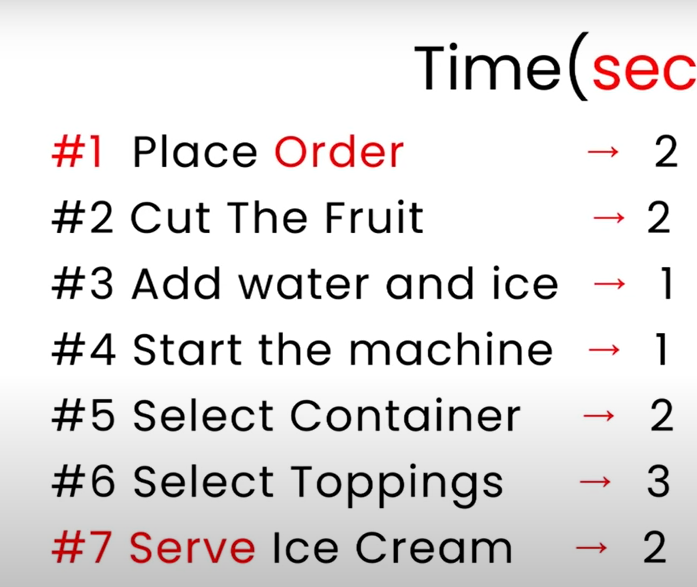 Time(sec
#1 Place Order → 2
#2 Cut The Fruit → 2
#3 Add water and ice → 1
#4 Start the machine → 1
#5 Select Container → 2
#6 Select Toppings → 3
#7 Serve Ice Cream → 2